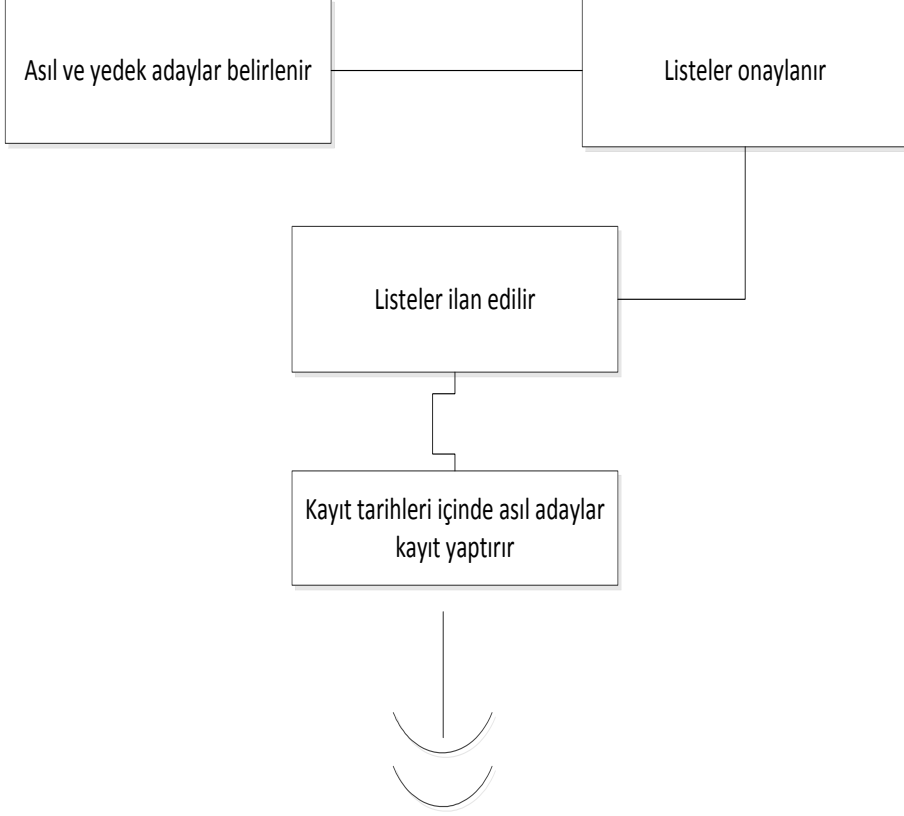 Asıl ve yedek adaylar belirlenir
Listeler onaylanır
Listeler ilan edilir
Kayıt tarihleri içinde asıl adaylar
kayıt yaptırır